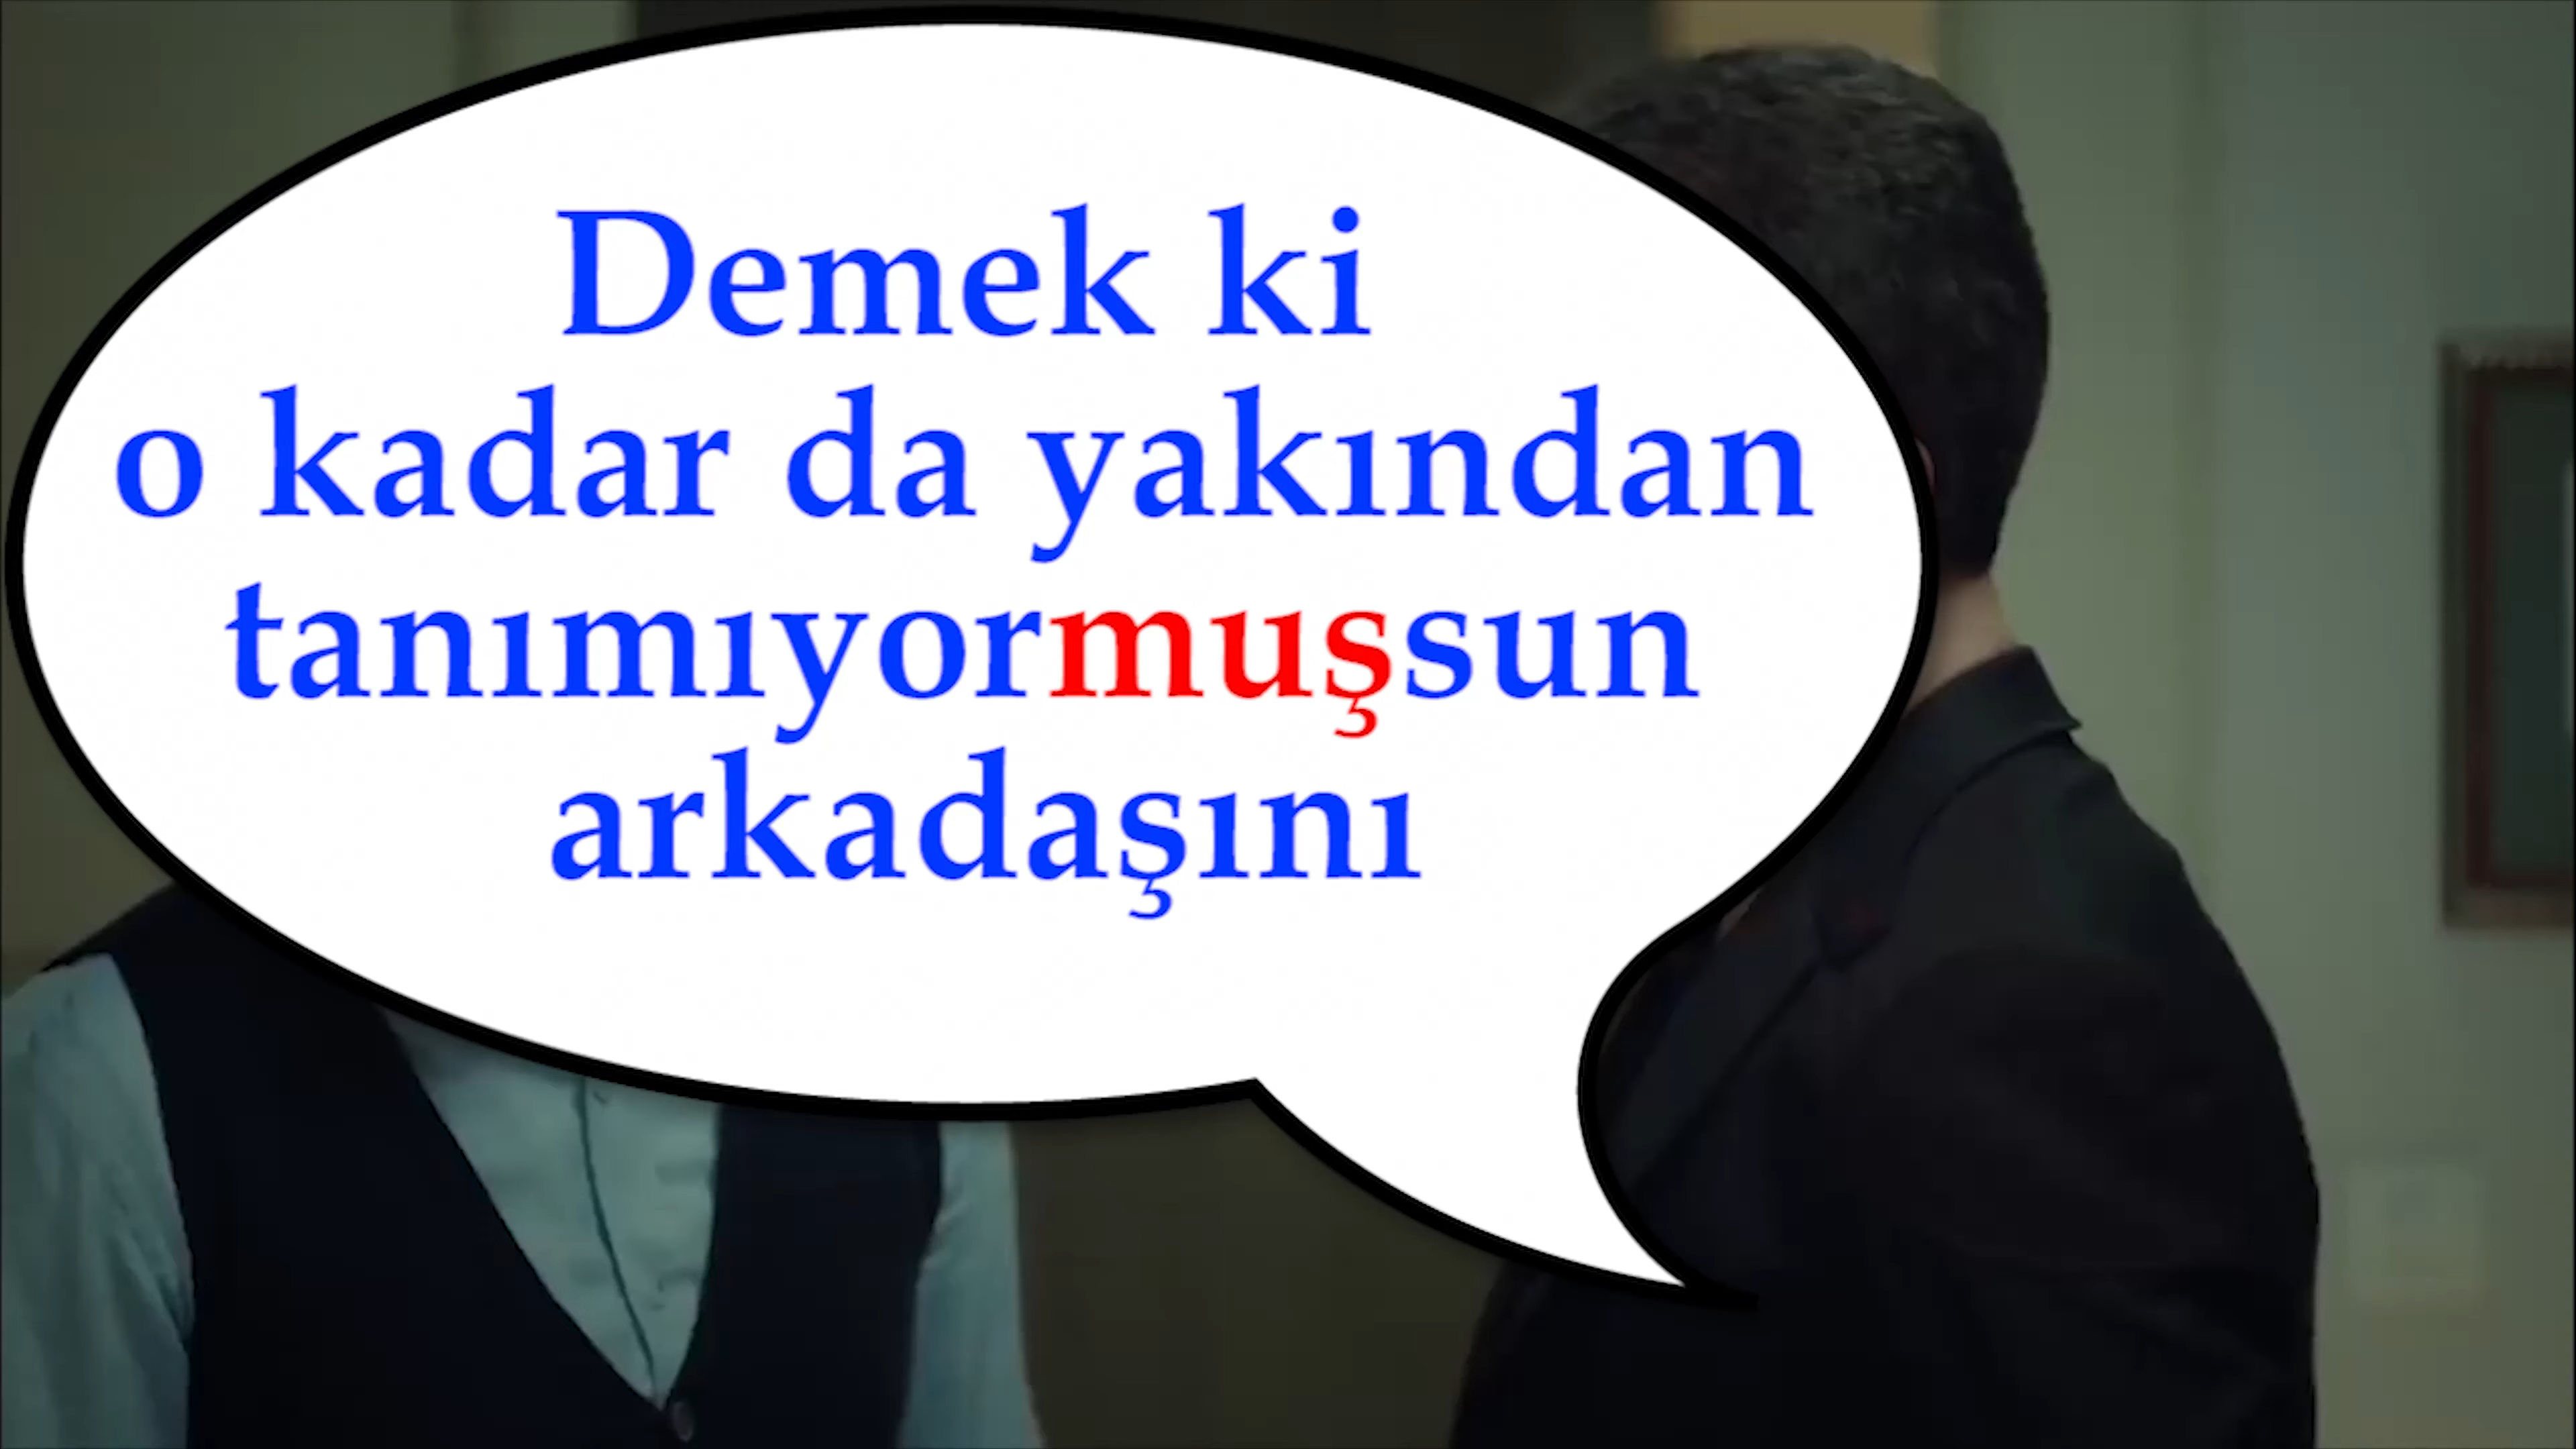 Demek ki
o kadar da yakından
tanımıyormuşsun
arkadaşını